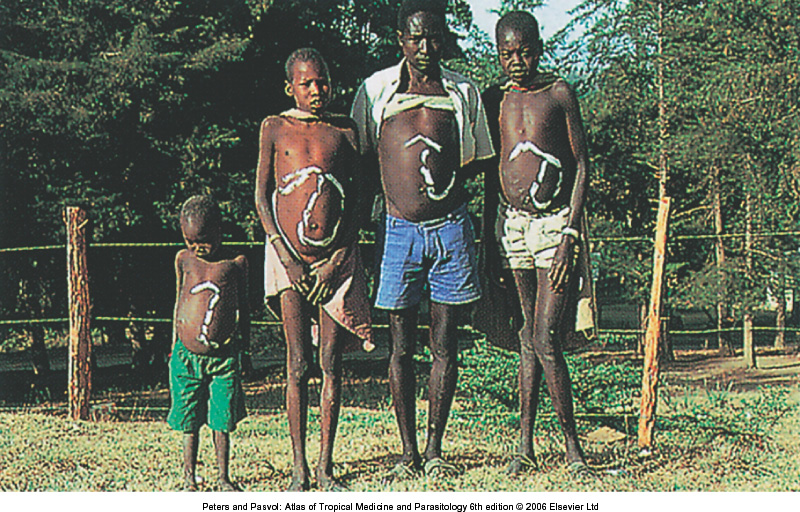 Peters and Pasvol: Atlas of Tropical Medicine and Parasitology 6th edition © 2006 Elsevier Ltd